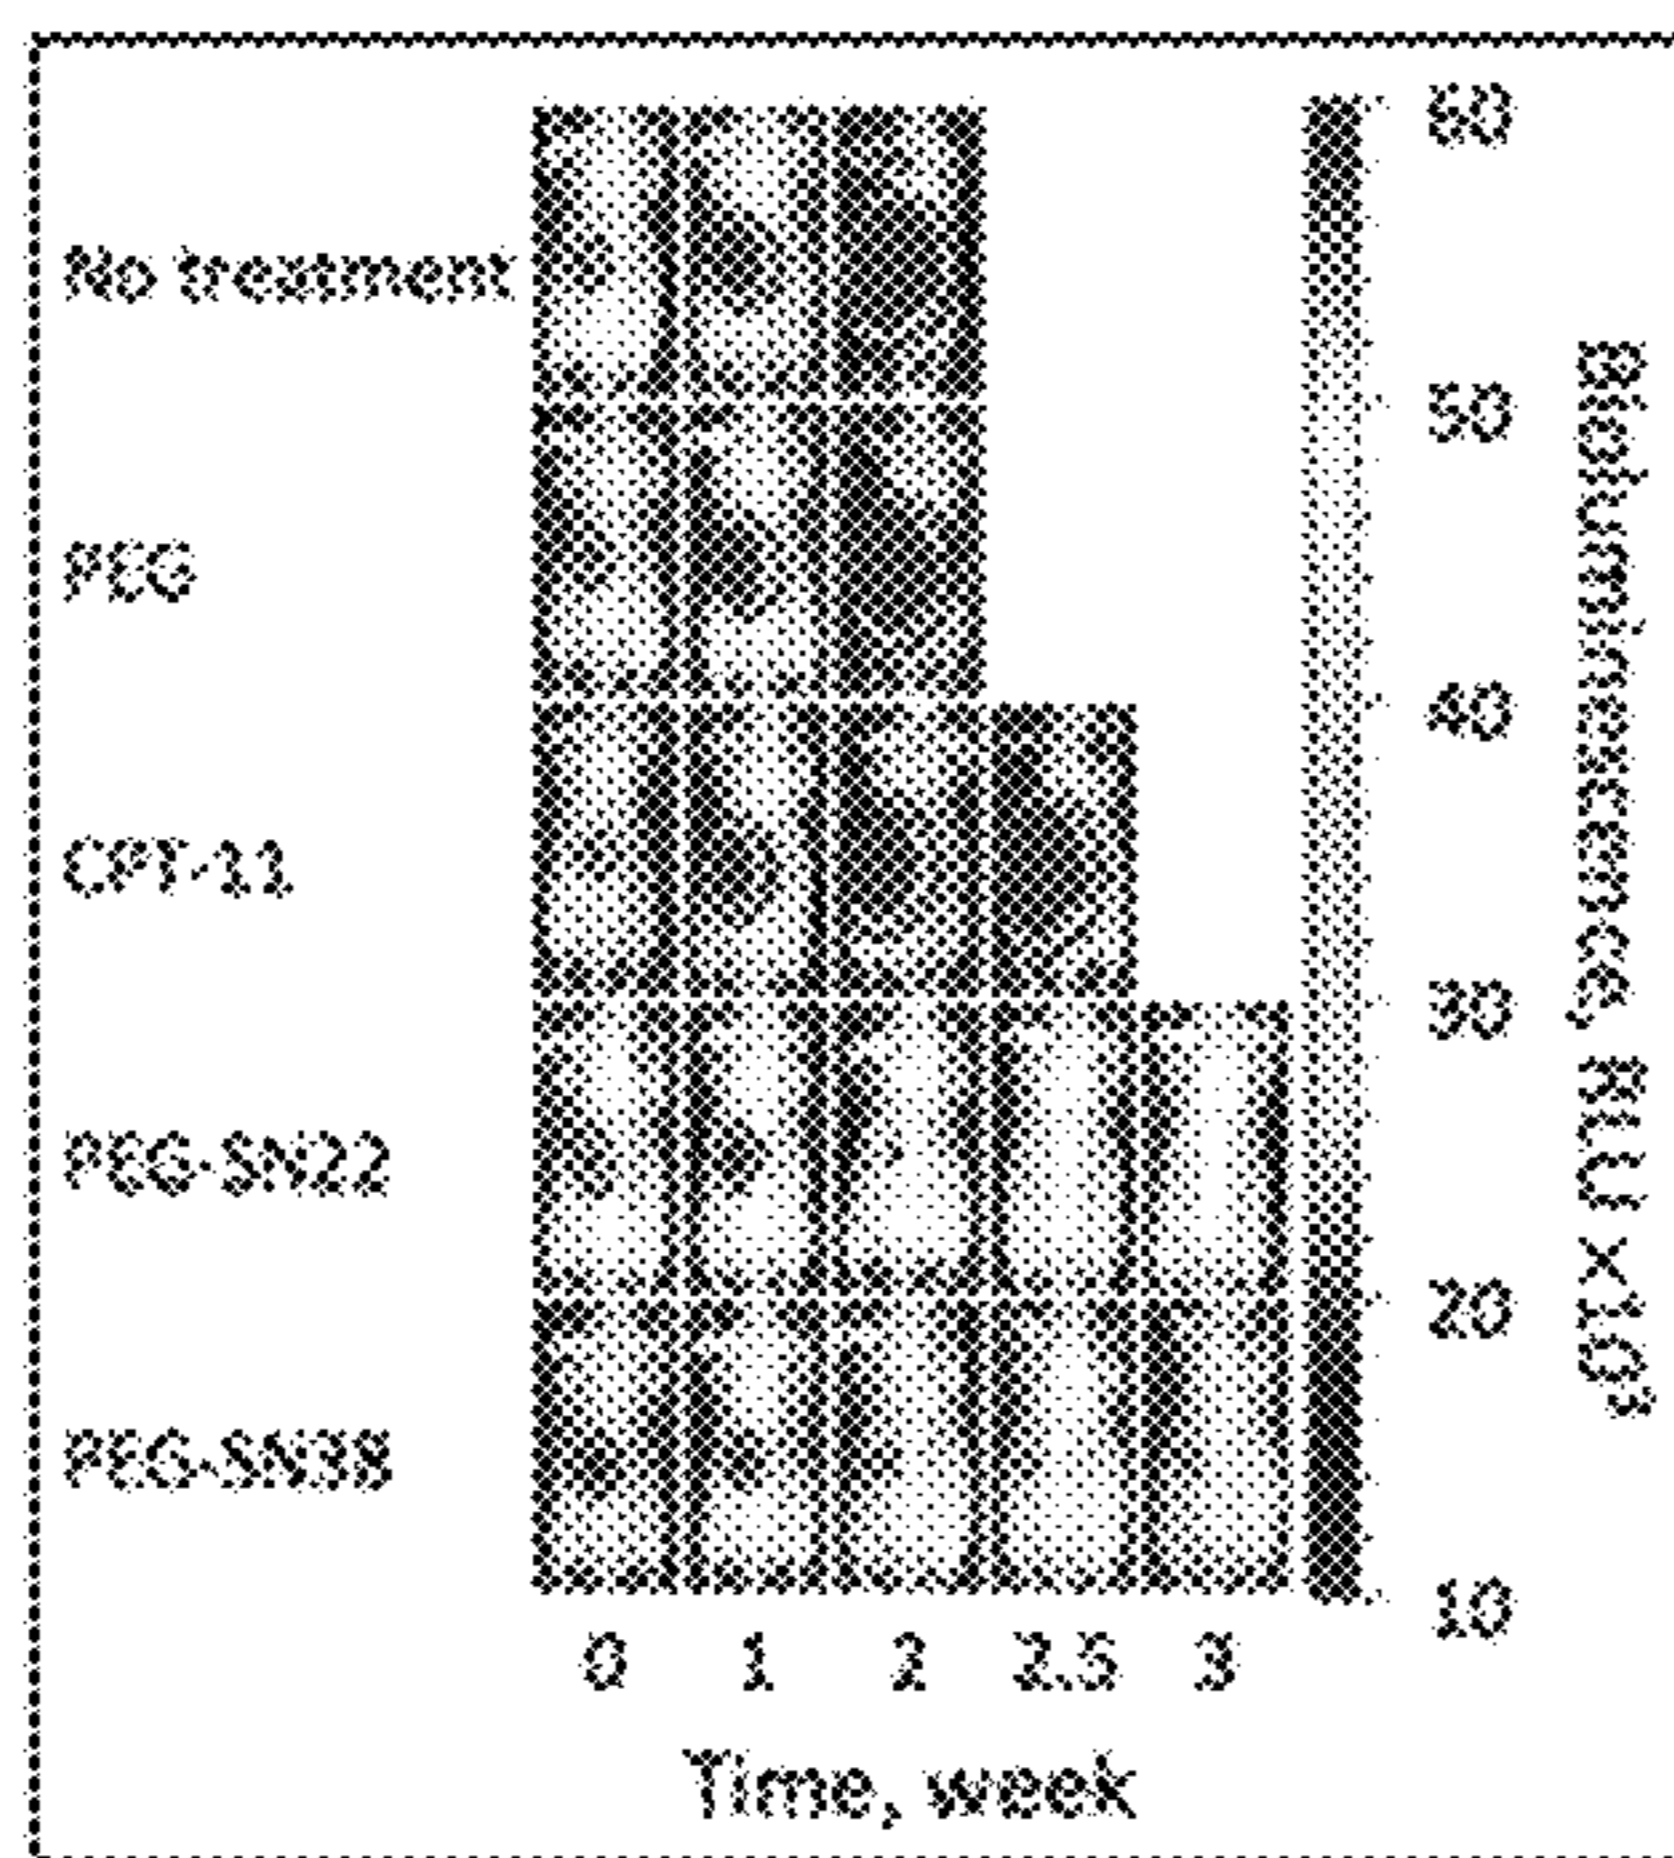 No treatment
PEG
CPT-11
PEG-SN22
PEG-SN38
60
50
40
30
20
10
Bioluminescence, RLU x10³
0 1 2 2.5 3
Time, week